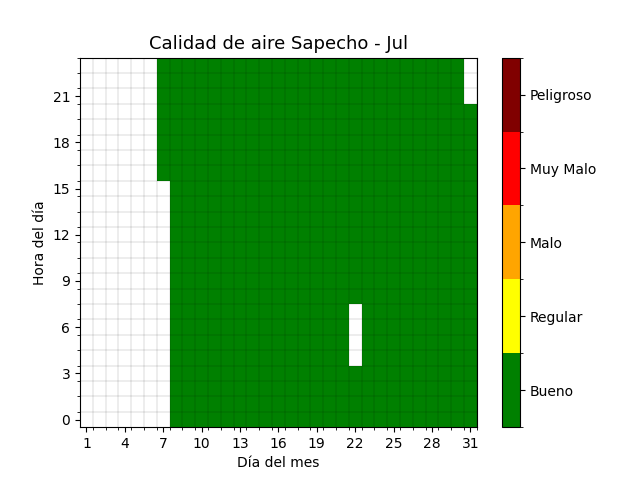 Calidad de aire Sapecho - Jul
Hora del día
21
18
15
12
9
6
3
0
1 4 7 10 13 16 19 22 25 28 31
Día del mes
Peligroso
Muy Malo
Malo
Regular
Bueno